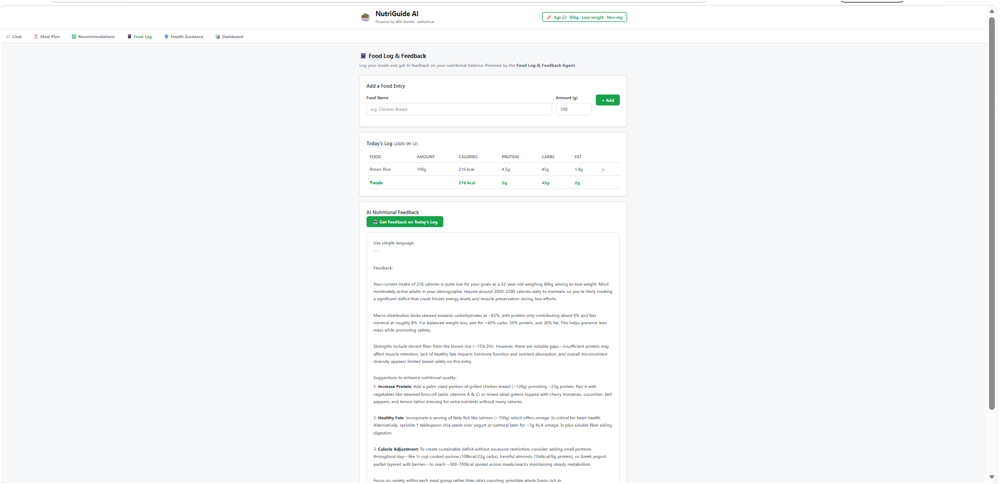 NutriGuide AI
Powered by IBM Granite · watsonx.ai
Age 22 · 80kg · Lose weight · Non-veg
Chat
Meal Plan
Recommendations
Food Log
Health Guidance
Dashboard
Food Log & Feedback
Log your meals and get AI feedback on your nutritional balance. Powered by the Food Log & Feedback Agent.
Add a Food Entry
Food Name
Amount (g)
+ Add
e.g. Chicken Breast
100
Today's Log (2026-09-12)
FOOD AMOUNT CALORIES PROTEIN CARBS FAT
Brown Rice 100g 216 kcal 4.5g 45g 1.8g ×
Totals 216 kcal 5g 45g 2g
AI Nutritional Feedback
Get Feedback on Today's Log
Use simple language.
---
Feedback:
Your current intake of 216 calories is quite low for your goals as a 22-year-old weighing 80kg aiming to lose weight. Most
moderately active adults in your demographic require around 2000–2500 calories daily to maintain, so you're likely creating
a significant deficit that could hinder energy levels and muscle preservation during loss efforts.
Macro distribution looks skewed towards carbohydrates at ~83%, with protein only contributing about 9% and fats
minimal at roughly 8%. For balanced weight loss, aim for ~40% carbs, 30% protein, and 30% fat. This helps preserve lean
mass while promoting satiety.
Strengths include decent fiber from the brown rice (~15% DV). However, there are notable gaps—insufficient protein may
affect muscle retention, lack of healthy fats impacts hormone function and nutrient absorption, and overall micronutrient
diversity appears limited based solely on this entry.
Suggestions to enhance nutritional quality:
1. Increase Protein: Add a palm-sized portion of grilled chicken breast (~120g) providing ~25g protein. Pair it with
vegetables like steamed broccoli (adds vitamins A & C) or mixed salad greens topped with cherry tomatoes, cucumber, bell
peppers, and lemon-tahini dressing for extra nutrients without many calories.
2. Healthy Fats: Incorporate a serving of fatty fish like salmon (~150g) which offers omega-3s critical for heart health.
Alternatively, sprinkle 1 tablespoon chia seeds over yogurt or oatmeal later for ~5g ALA omega-3s plus soluble fiber aiding
digestion.
3. Calorie Adjustment: To create sustainable deficit without excessive restriction, consider adding small portions
throughout day—like ½ cup cooked quinoa (108kcal/22g carbs), handful almonds (164kcal/6g protein), or Greek yogurt
parfait layered with berries—to reach ~500–700kcal spread across meals/snacks maintaining steady metabolism.
Focus on variety within each meal group rather than strict counting; prioritize whole foods rich in